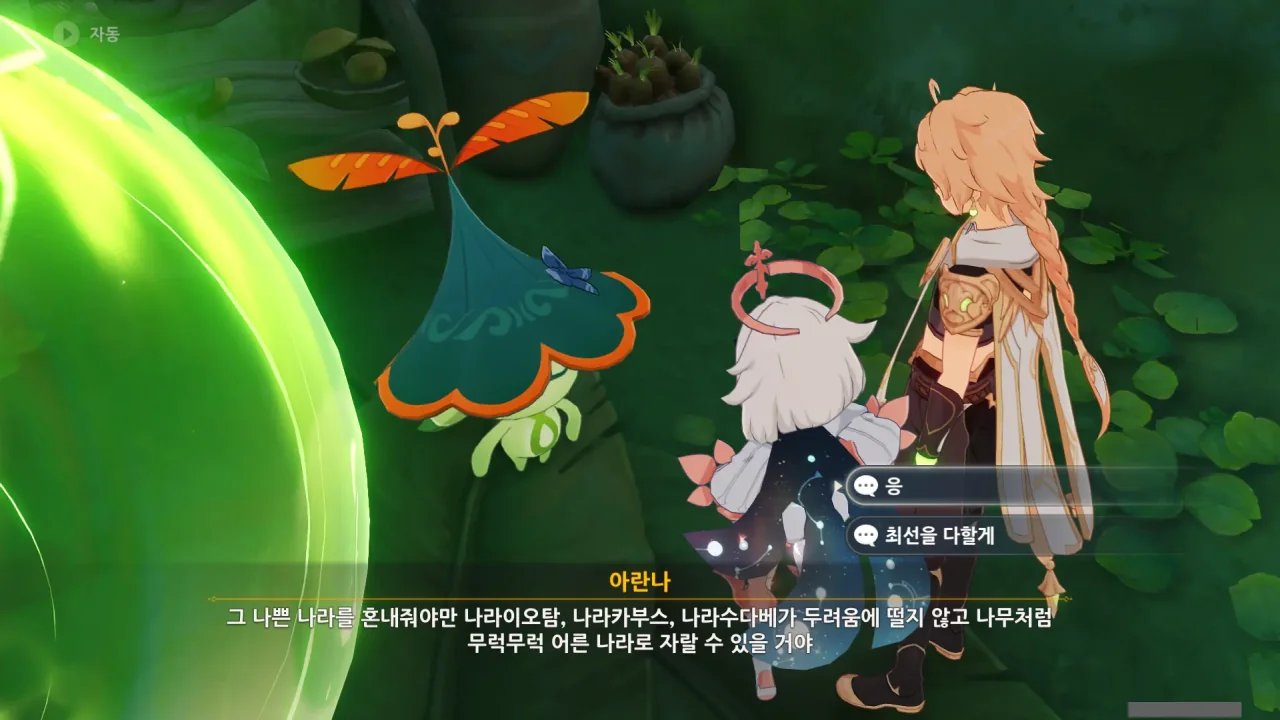 자동
응
최선을 다할게
아란나
그 나쁜 나라를 혼내줘야만 나라이오탐, 나라카부스, 나라수다베가 두려움에 떨지 않고 나무처럼
무럭무럭 어른 나라로 자랄 수 있을 거야